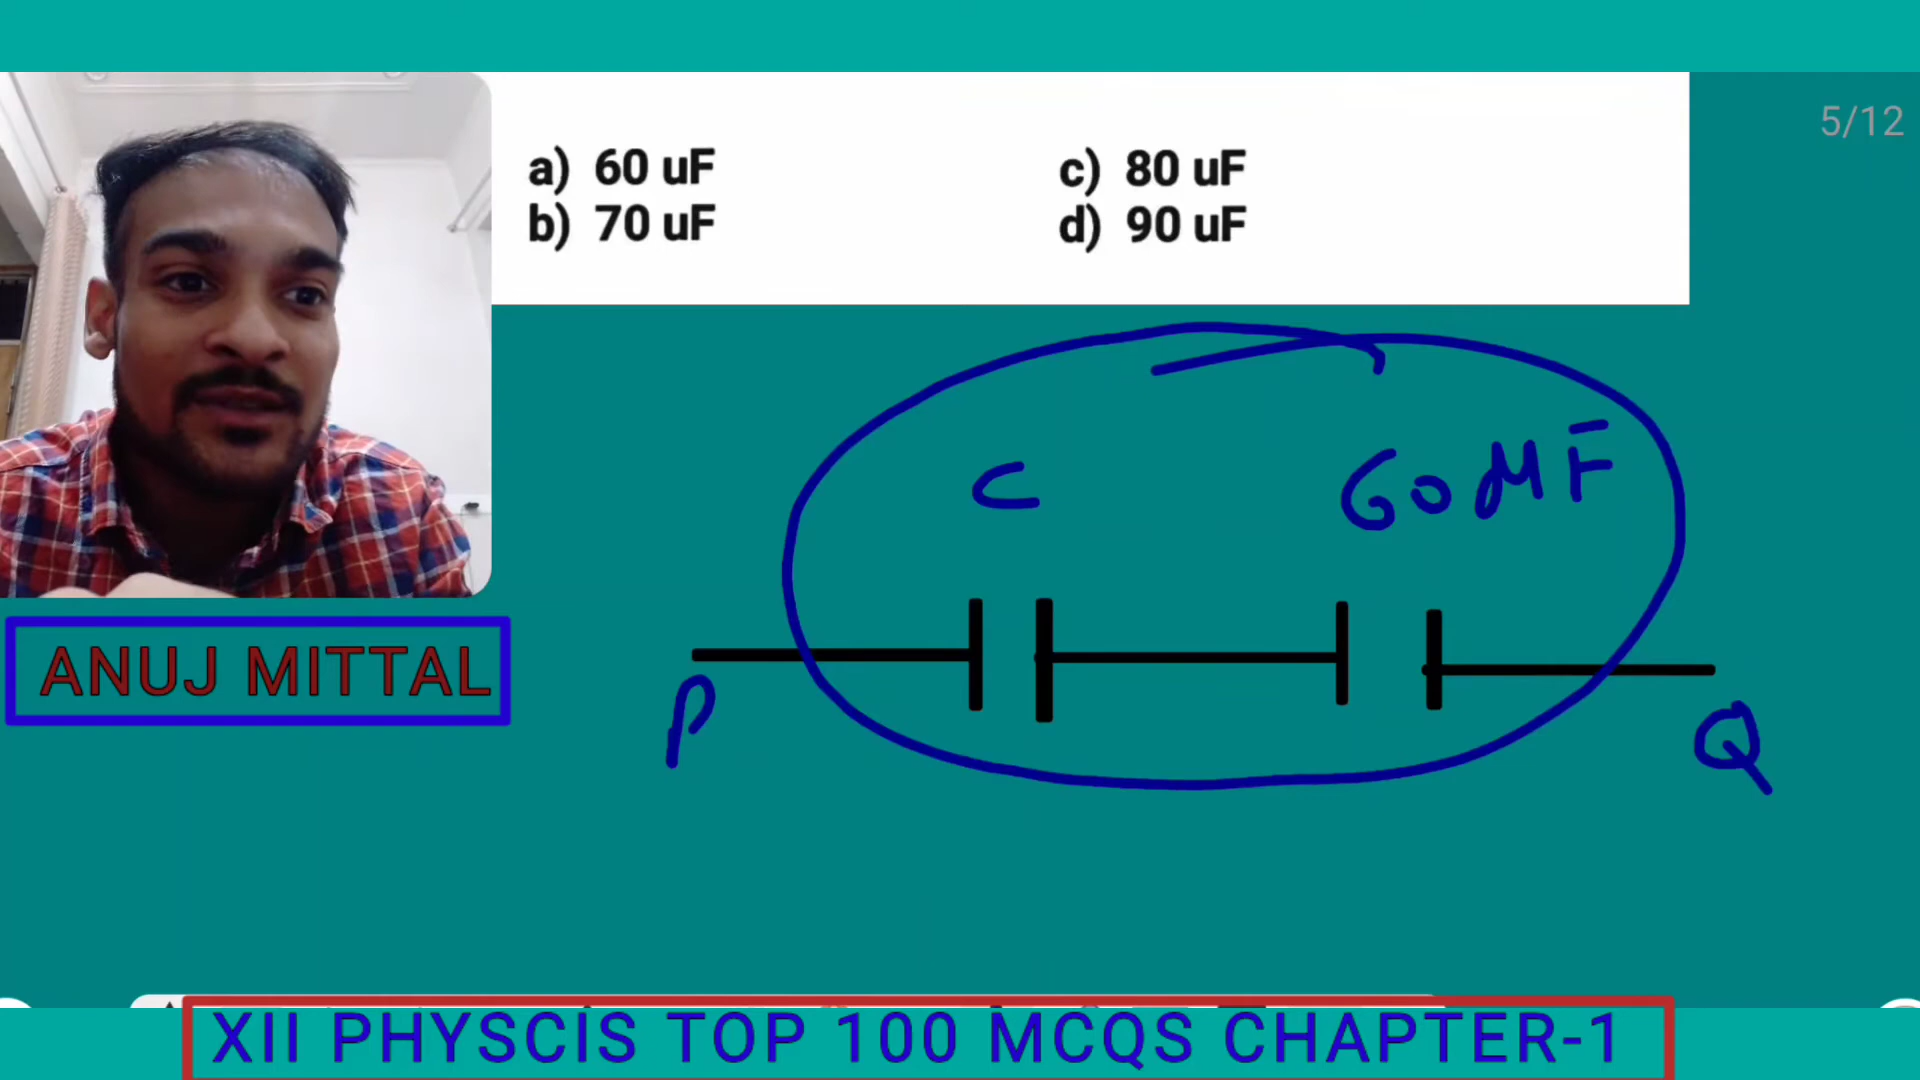 5/12
a) 60 uF
c) 80 uF
b) 70 uF
d) 90 uF
C
60 μF
P
Q
ANUJ MITTAL
XII PHYSCIS TOP 100 MCQS CHAPTER-1